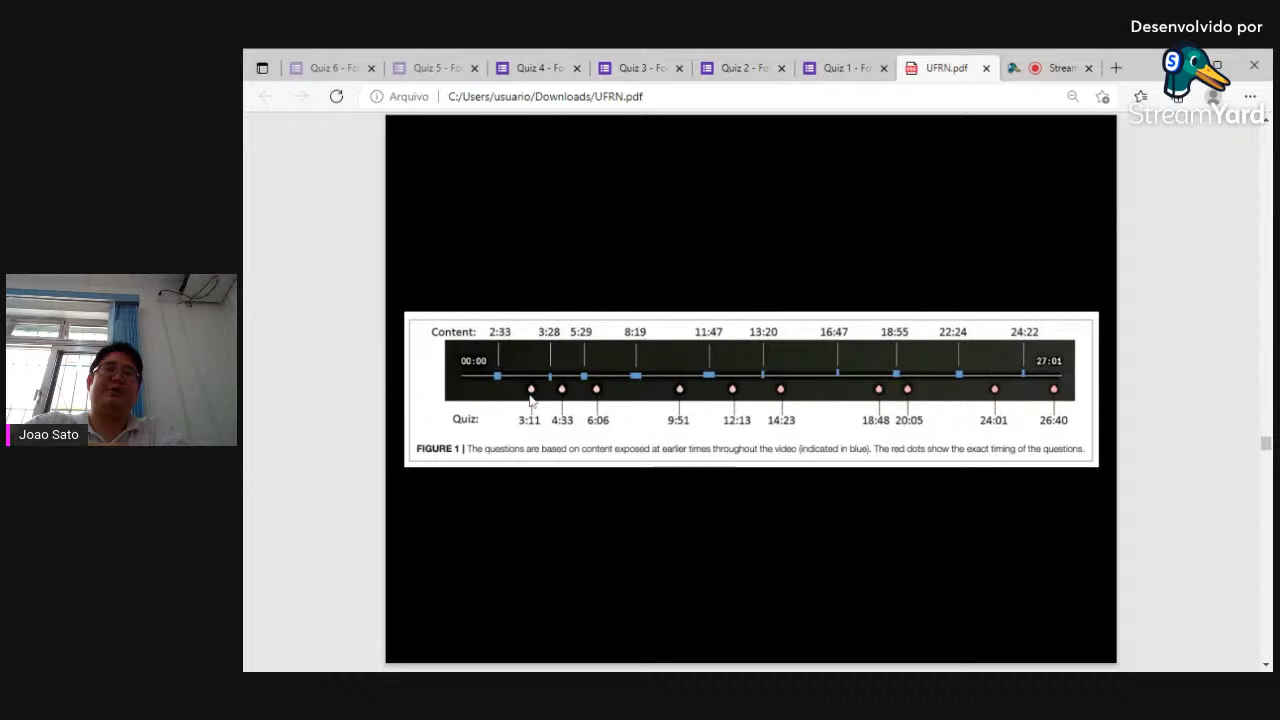 Desenvolvido por
S
StreamYard
Quiz 6 - Fo
Quiz 5 - Fo
Quiz 4 - Fo
Quiz 3 - Fo
Quiz 2 - Fo
Quiz 1 - Fo
UFRN.pdf
Stream
Arquivo
C:/Users/usuario/Downloads/UFRN.pdf
Content: 2:33 3:28 5:29 8:19 11:47 13:20 16:47 18:55 22:24 24:22
00:00 27:01
Quiz: 3:11 4:33 6:06 9:51 12:13 14:23 18:48 20:05 24:01 26:40
FIGURE 1 | The questions are based on content exposed at earlier times throughout the video (indicated in blue). The red dots show the exact timing of the questions.
Joao Sato